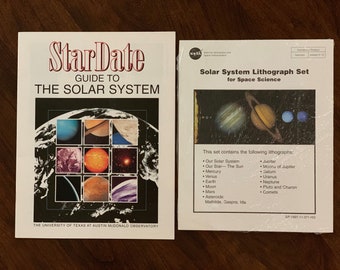 StarDate
GUIDE TO
THE SOLAR SYSTEM
THE UNIVERSITY OF TEXAS AT AUSTIN McDONALD OBSERVATORY
NASA
Solar System Lithograph Set
for Space Science
This set contains the following lithographs:
• Our Solar System
• Our Sun – The Sun
• Mercury
• Venus
• Earth
• Moon
• Mars
• Asteroids
Mathilde, Gaspra, Ida
• Jupiter
• Moons of Jupiter
• Saturn
• Uranus
• Neptune
• Pluto and Charon
• Comets